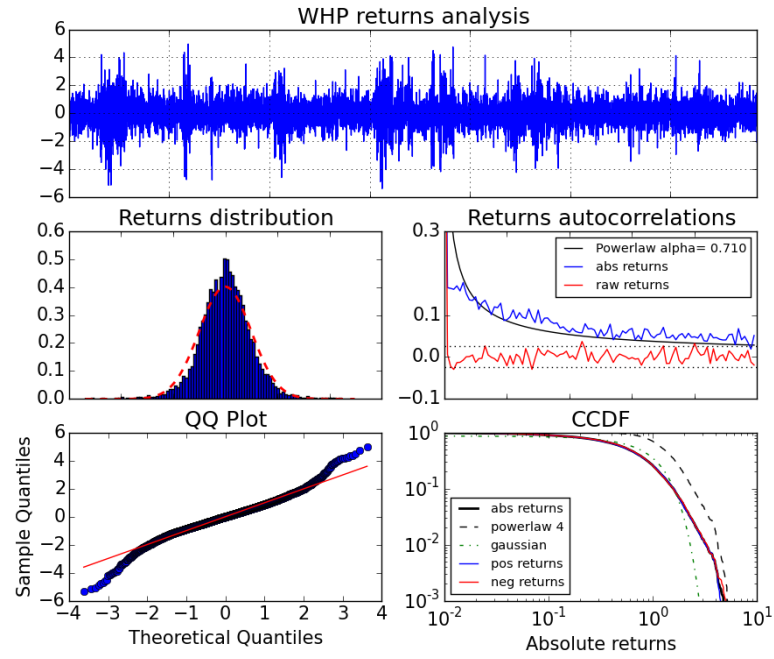 WHP returns analysis
6
4
2
0
−2
−4
−6
Returns distribution
0.6
0.5
0.4
0.3
0.2
0.1
0.0
Returns autocorrelations
0.3
0.1
0.0
−0.1
Powerlaw alpha= 0.710
abs returns
raw returns
QQ Plot
Sample Quantiles
6
4
2
0
−2
−4
−6
−4 −3 −2 −1 0 1 2 3 4
Theoretical Quantiles
CCDF
10^0
10^-1
10^-2
10^-3
abs returns
powerlaw 4
gaussian
pos returns
neg returns
10^-2 10^-1 10^0 10^1
Absolute returns